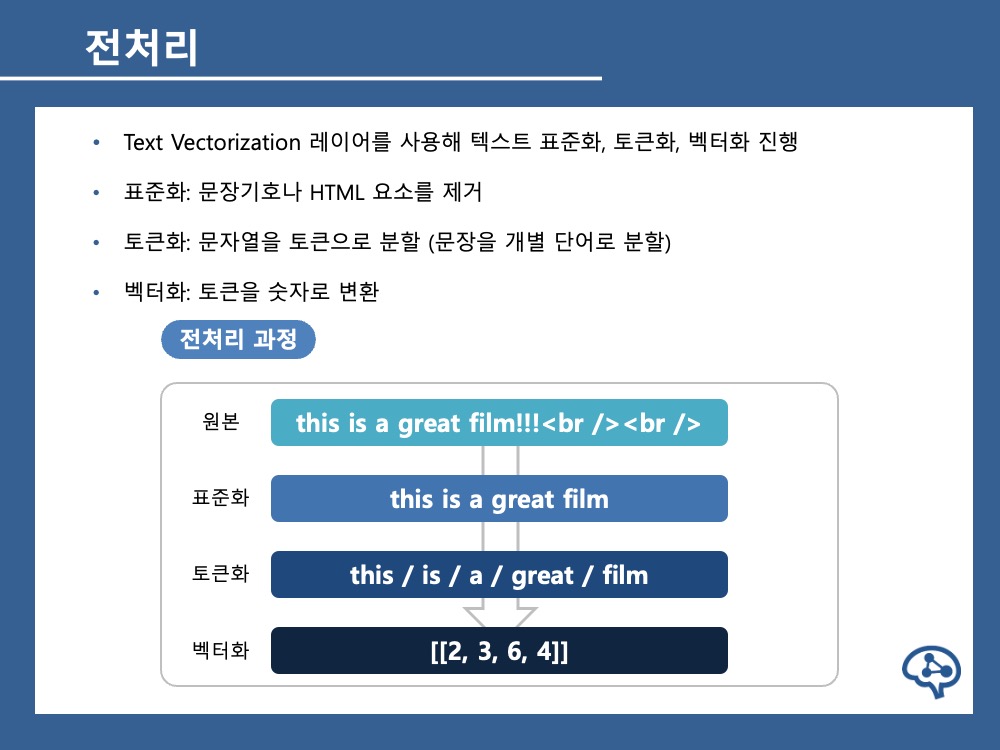 전처리
• Text Vectorization 레이어를 사용해 텍스트 표준화, 토큰화, 벡터화 진행
• 표준화: 문장기호나 HTML 요소를 제거
• 토큰화: 문자열을 토큰으로 분할 (문장을 개별 단어로 분할)
• 벡터화: 토큰을 숫자로 변환
전처리 과정
원본 this is a great film!!!<br /><br />
표준화 this is a great film
토큰화 this / is / a / great / film
벡터화 [[2, 3, 6, 4]]